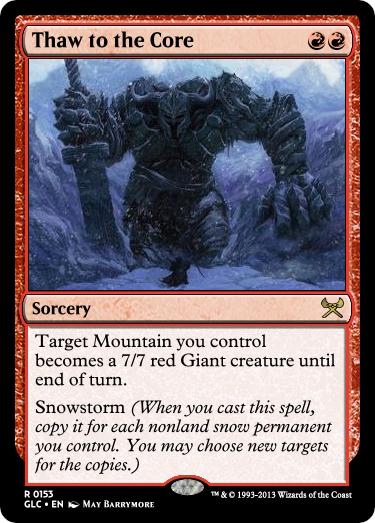 Thaw to the Core
Sorcery
Target Mountain you control
becomes a 7/7 red Giant creature until
end of turn.
Snowstorm (When you cast this spell,
copy it for each nonland snow permanent
you control. You may choose new targets
for the copies.)
R 0153
GLC • EN May Barrymore
™ & © 1993-2013 Wizards of the Coast